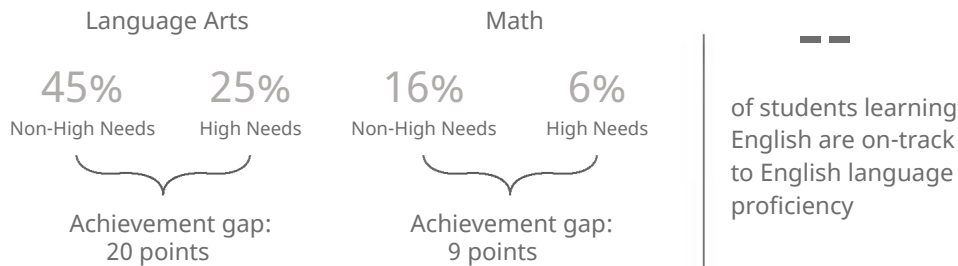 Language Arts
45% 25%
Non-High Needs High Needs
Achievement gap:
20 points
Math
16% 6%
Non-High Needs High Needs
Achievement gap:
9 points
--
of students learning
English are on-track
to English language
proficiency